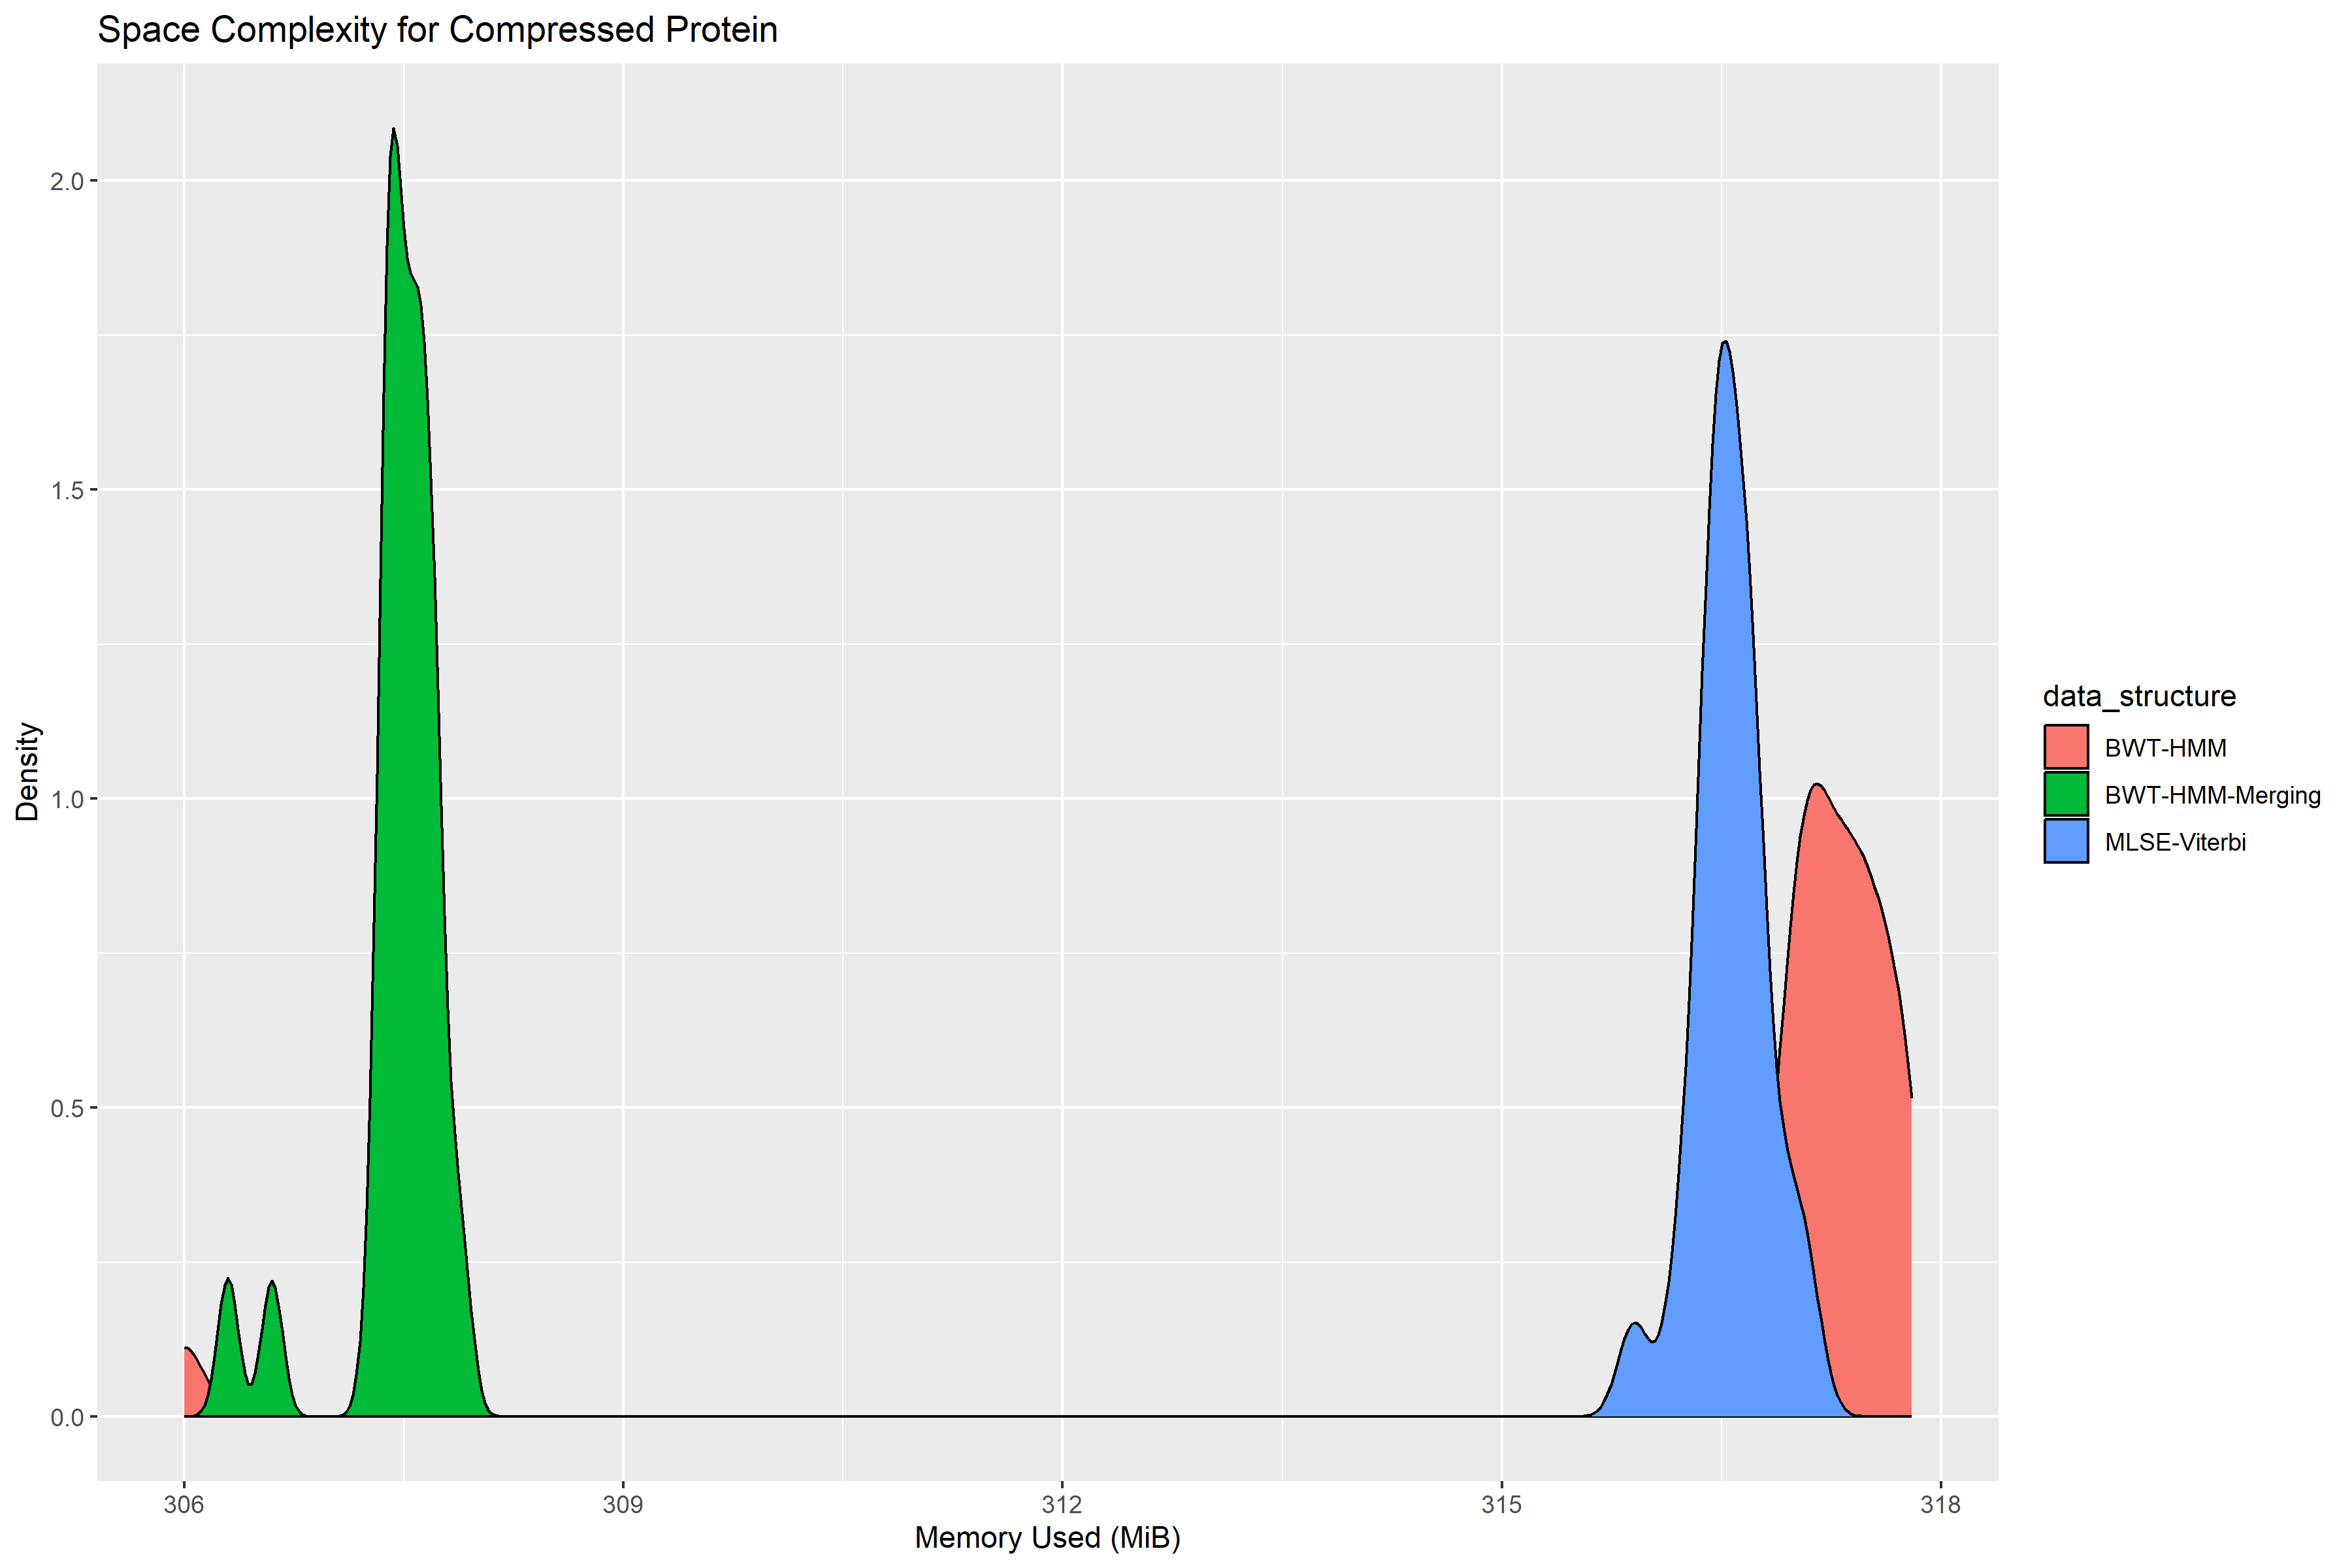 Space Complexity for Compressed Protein
Density
2.0
1.5
1.0
0.5
0.0
306
309
312
315
318
Memory Used (MiB)
data_structure
BWT-HMM
BWT-HMM-Merging
MLSE-Viterbi